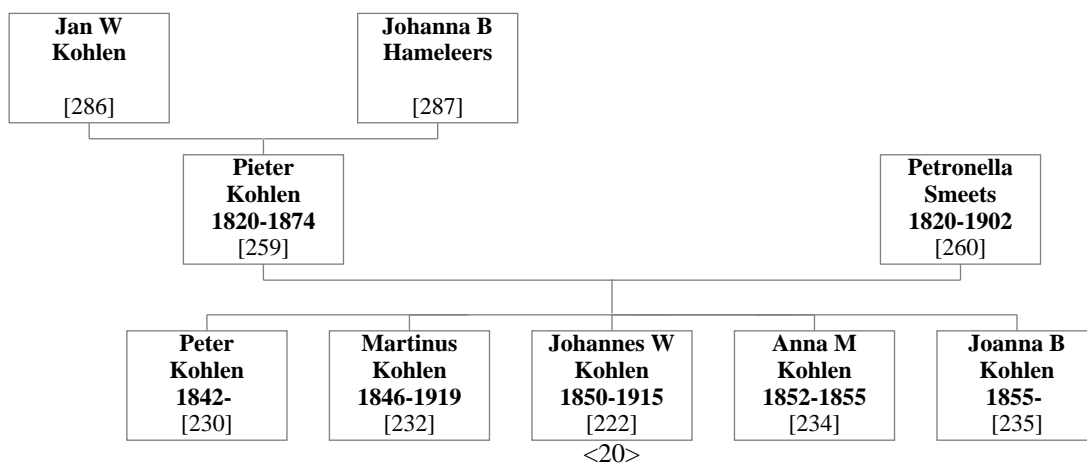 Jan W
Kohlen
[286]
Johanna B
Hameleers
[287]
Pieter
Kohlen
1820-1874
[259]
Petronella
Smeets
1820-1902
[260]
Peter
Kohlen
1842-
[230]
Martinus
Kohlen
1846-1919
[232]
Johannes W
Kohlen
1850-1915
[222]
<20>
Anna M
Kohlen
1852-1855
[234]
Joanna B
Kohlen
1855-
[235]